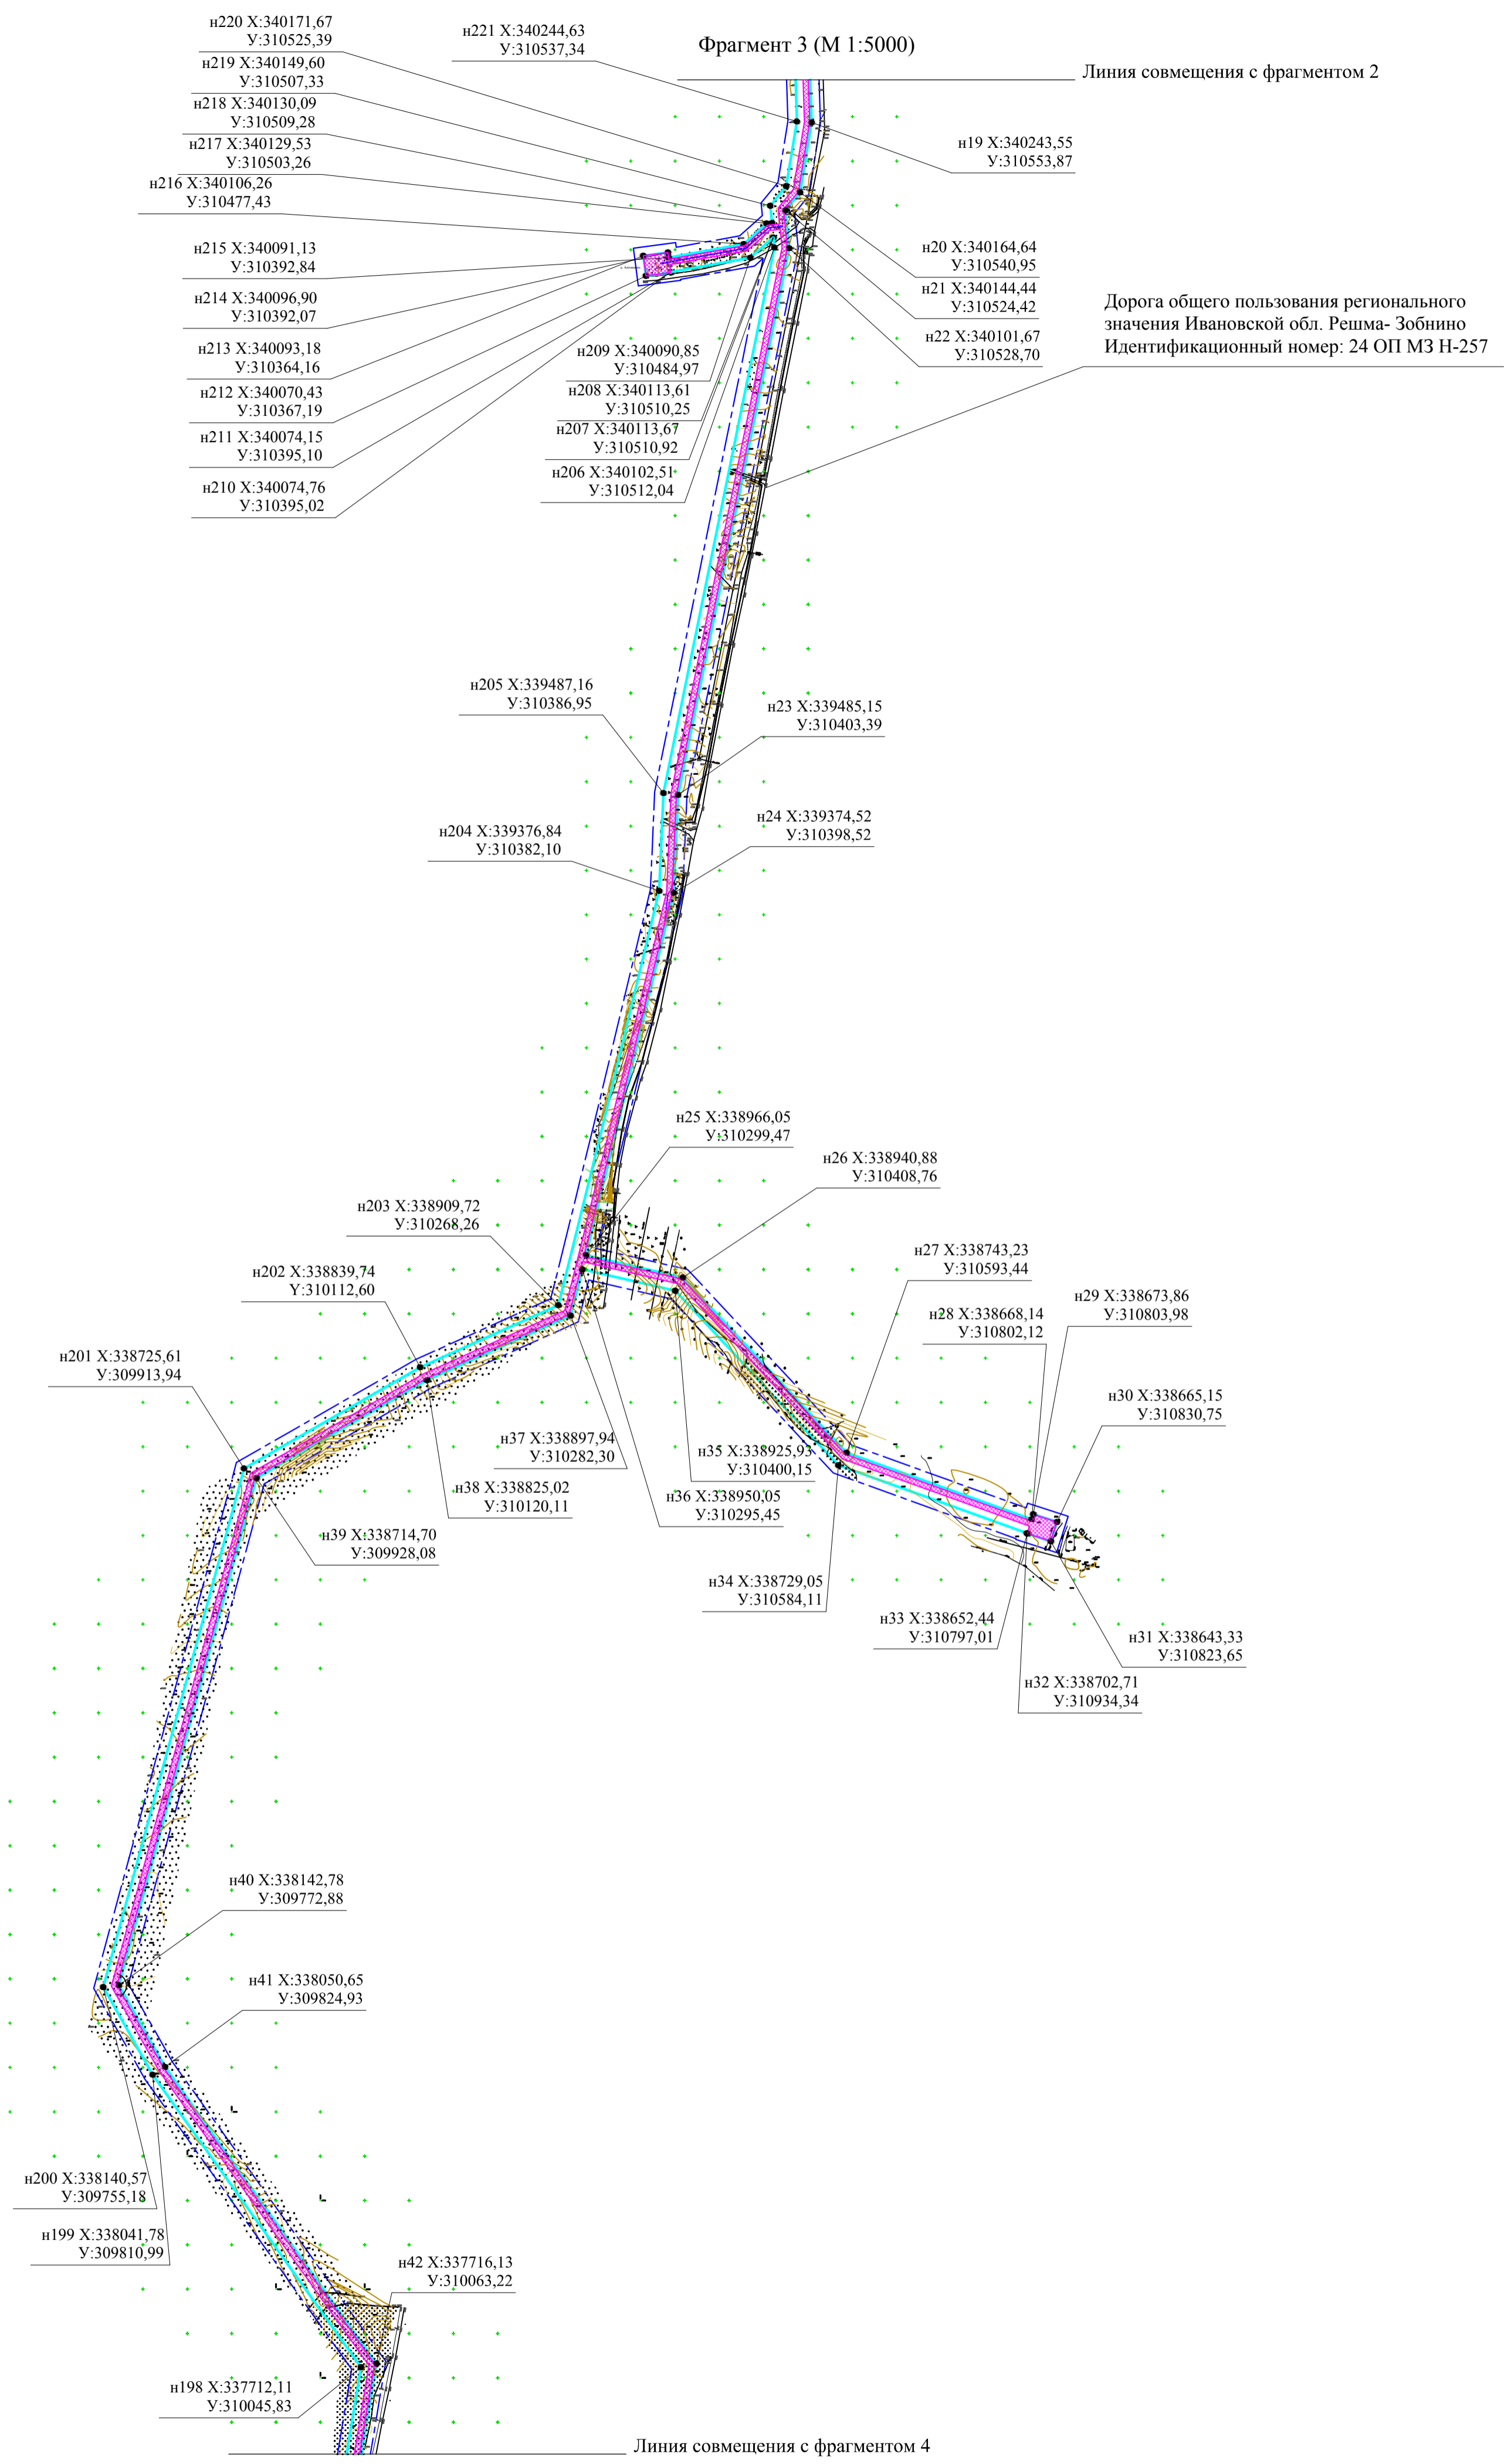 Фрагмент 3 (М 1:5000)
Линия совмещения с фрагментом 2
н220 Х:340171,67
У:310525,39
н221 Х:340244,63
У:310537,34
н219 Х:340149,60
У:310507,33
н218 Х:340130,09
У:310509,28
н217 Х:340129,53
У:310503,26
н216 Х:340106,26
У:310477,43
н19 Х:340243,55
У:310553,87
н215 Х:340091,13
У:310392,84
н214 Х:340096,90
У:310392,07
н213 Х:340093,18
У:310364,16
н212 Х:340070,43
У:310367,19
н211 Х:340074,15
У:310395,10
н210 Х:340074,76
У:310395,02
н209 Х:340090,85
У:310484,97
н208 Х:340113,61
У:310510,25
н207 Х:340113,67
У:310510,92
н206 Х:340102,51
У:310512,04
н20 Х:340164,64
У:310540,95
н21 Х:340144,44
У:310524,42
н22 Х:340101,67
У:310528,70
Дорога общего пользования регионального
значения Ивановской обл. Решма- Зобнино
Идентификационный номер: 24 ОП МЗ Н-257
н205 Х:339487,16
У:310386,95
н23 Х:339485,15
У:310403,39
н204 Х:339376,84
У:310382,10
н24 Х:339374,52
У:310398,52
н25 Х:338966,05
У:310299,47
н26 Х:338940,88
У:310408,76
н203 Х:338909,72
У:310268,26
н202 Х:338839,74
Y:310112,60
н27 Х:338743,23
У:310593,44
н28 Х:338668,14
У:310802,12
н29 Х:338673,86
У:310803,98
н201 Х:338725,61
У:309913,94
н30 Х:338665,15
У:310830,75
н37 Х:338897,94
У:310282,30
н35 Х:338925,93
У:310400,15
н38 Х:338825,02
У:310120,11
н36 Х:338950,05
У:310295,45
н39 Х:338714,70
У:309928,08
н34 Х:338729,05
У:310584,11
н33 Х:338652,44
У:310797,01
н31 Х:338643,33
У:310823,65
н32 Х:338702,71
У:310934,34
н40 Х:338142,78
У:309772,88
н41 Х:338050,65
У:309824,93
н200 Х:338140,57
У:309755,18
н199 Х:338041,78
У:309810,99
н42 Х:337716,13
У:310063,22
н198 Х:337712,11
У:310045,83
Линия совмещения с фрагментом 4